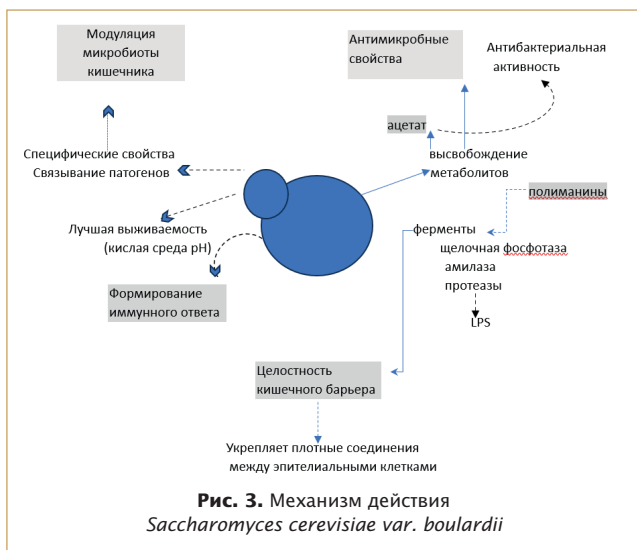 Модуляция
микробиоты
кишечника
Антимикробные
свойства
Антибактериальная
активность
ацетат
Специфические свойства
Связывание патогенов
высвобождение
метаболитов
полиманины
Лучшая выживаемость
(кислая среда pH)
ферменты
щелочная фосфотаза
амилаза
протеазы
Формирование
иммунного ответа
LPS
Целостность
кишечного барьера
Укрепляет плотные соединения
между эпителиальными клетками
Рис. 3. Механизм действия
Saccharomyces cerevisiae var. boulardii